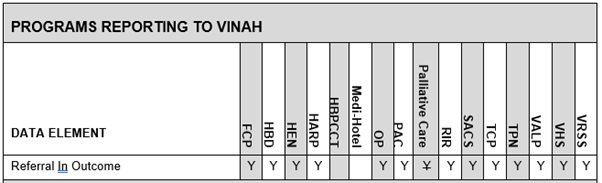 PROGRAMS REPORTING TO VINAH
DATA ELEMENT FCP HBD HEN HARP HBPCCT Medi-Hotel OP PAC Palliative Care RIR SACS TCP TPN VALP VHS VRSS
Referral In Outcome Y Y Y Y Y Y Y Y Y Y Y Y Y Y